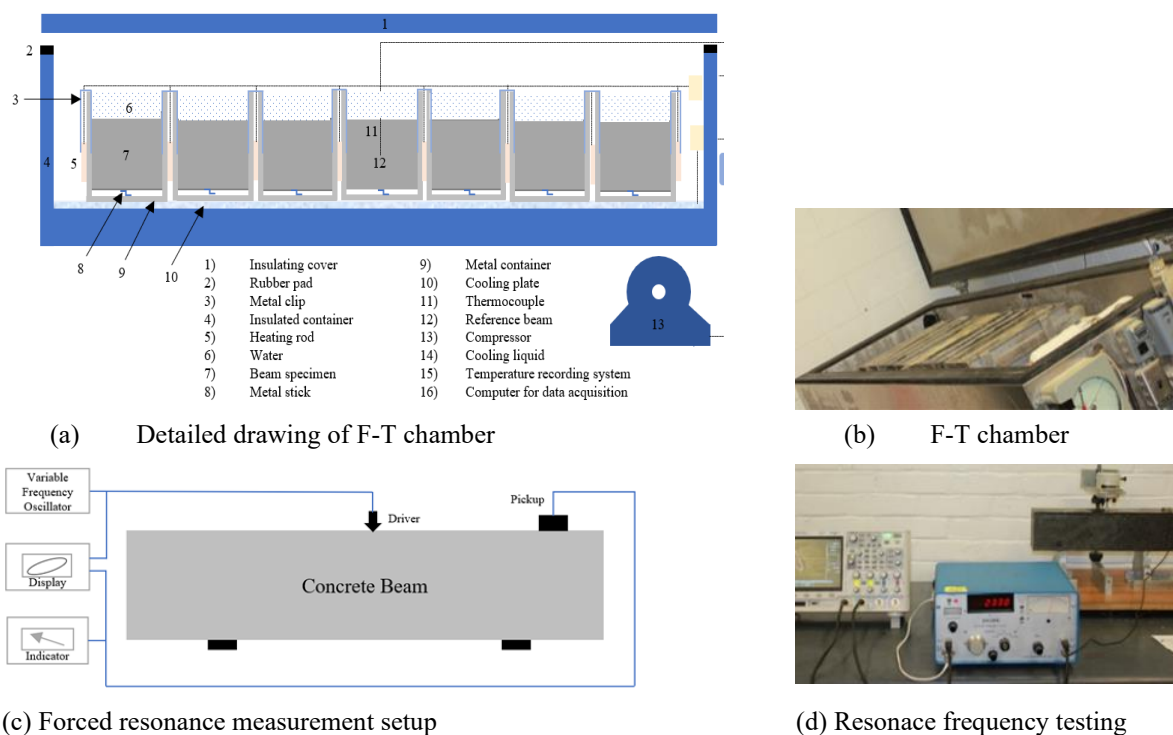 1
2
3
6
11
7
12
4
5
8
9
10
1) Insulating cover
2) Rubber pad
3) Metal clip
4) Insulated container
5) Heating rod
6) Water
7) Beam specimen
8) Metal stick
9) Metal container
10) Cooling plate
11) Thermocouple
12) Reference beam
13) Compressor
14) Cooling liquid
15) Temperature recording system
16) Computer for data acquisition
13
(a) Detailed drawing of F-T chamber
(b) F-T chamber
Variable
Frequency
Oscillator
Display
Indicator
Driver
Pickup
Concrete Beam
(c) Forced resonance measurement setup
(d) Resonace frequency testing